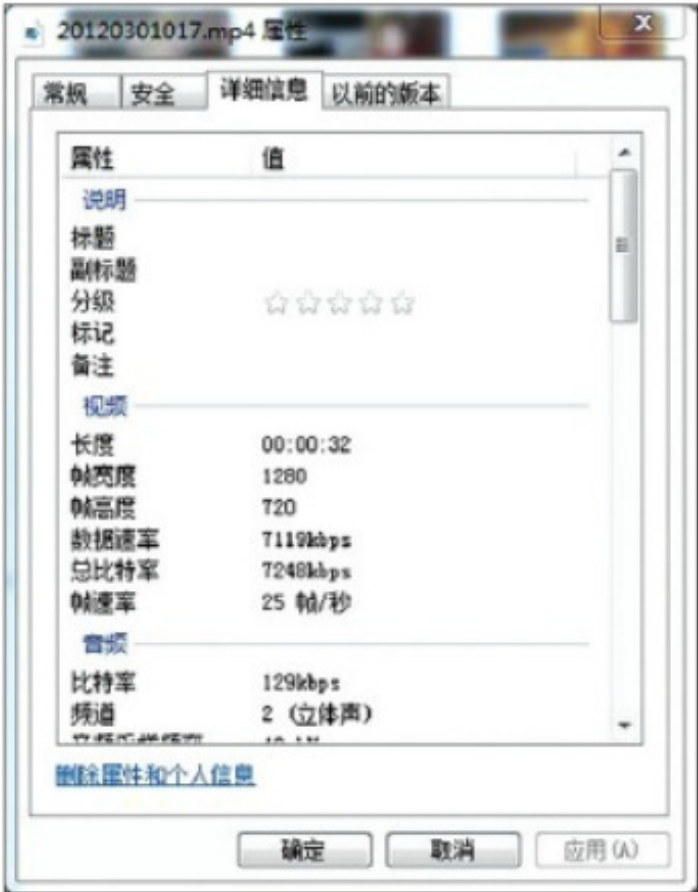 20120301017.mp4 属性
常规 安全 详细信息 以前的版本
属性 值
说明
标题
副标题
分级
标记
备注
视频
长度 00:00:32
帧宽度 1280
帧高度 720
数据速率 7119kbps
总比特率 7248kbps
帧速率 25 帧/秒
音频
比特率 129kbps
频道 2 (立体声)
删除属性和个人信息
确定 取消 应用(A)